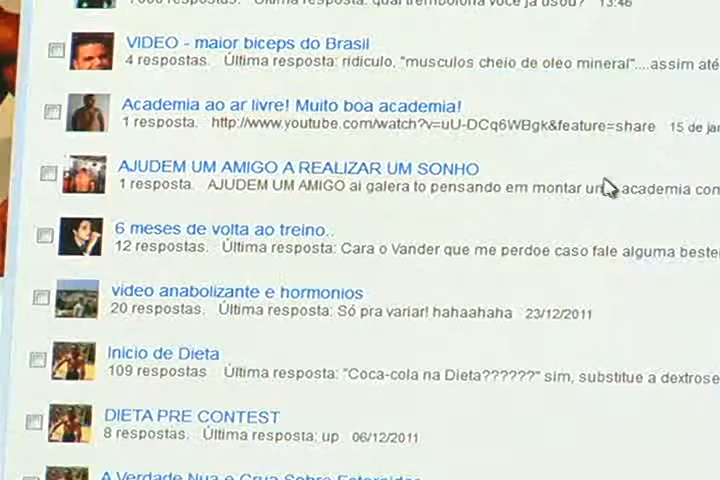 respostas. Última resposta: qual trembolona você já usou? 13:46
VIDEO - maior biceps do Brasil
4 respostas. Última resposta: ridiculo, "musculos cheio de oleo mineral"....assim até
Academia ao ar livre! Muito boa academia!
1 resposta. http://www.youtube.com/watch?v=uU-DCq6WBgk&feature=share 15 de jan
AJUDEM UM AMIGO A REALIZAR UM SONHO
1 resposta. AJUDEM UM AMIGO ai galera to pensando em montar uma academia com
6 meses de volta ao treino..
12 respostas. Última resposta: Cara o Vander que me perdoe caso fale alguma beste
video anabolizante e hormonios
20 respostas. Última resposta: Só pra variar! hahaahaha 23/12/2011
Inicio de Dieta
109 respostas. Última resposta: "Coca-cola na Dieta??????" sim, substitue a dextrose
DIETA PRE CONTEST
8 respostas. Última resposta: up 06/12/2011
A Verdade Nua e Crua Sobre Esteroides